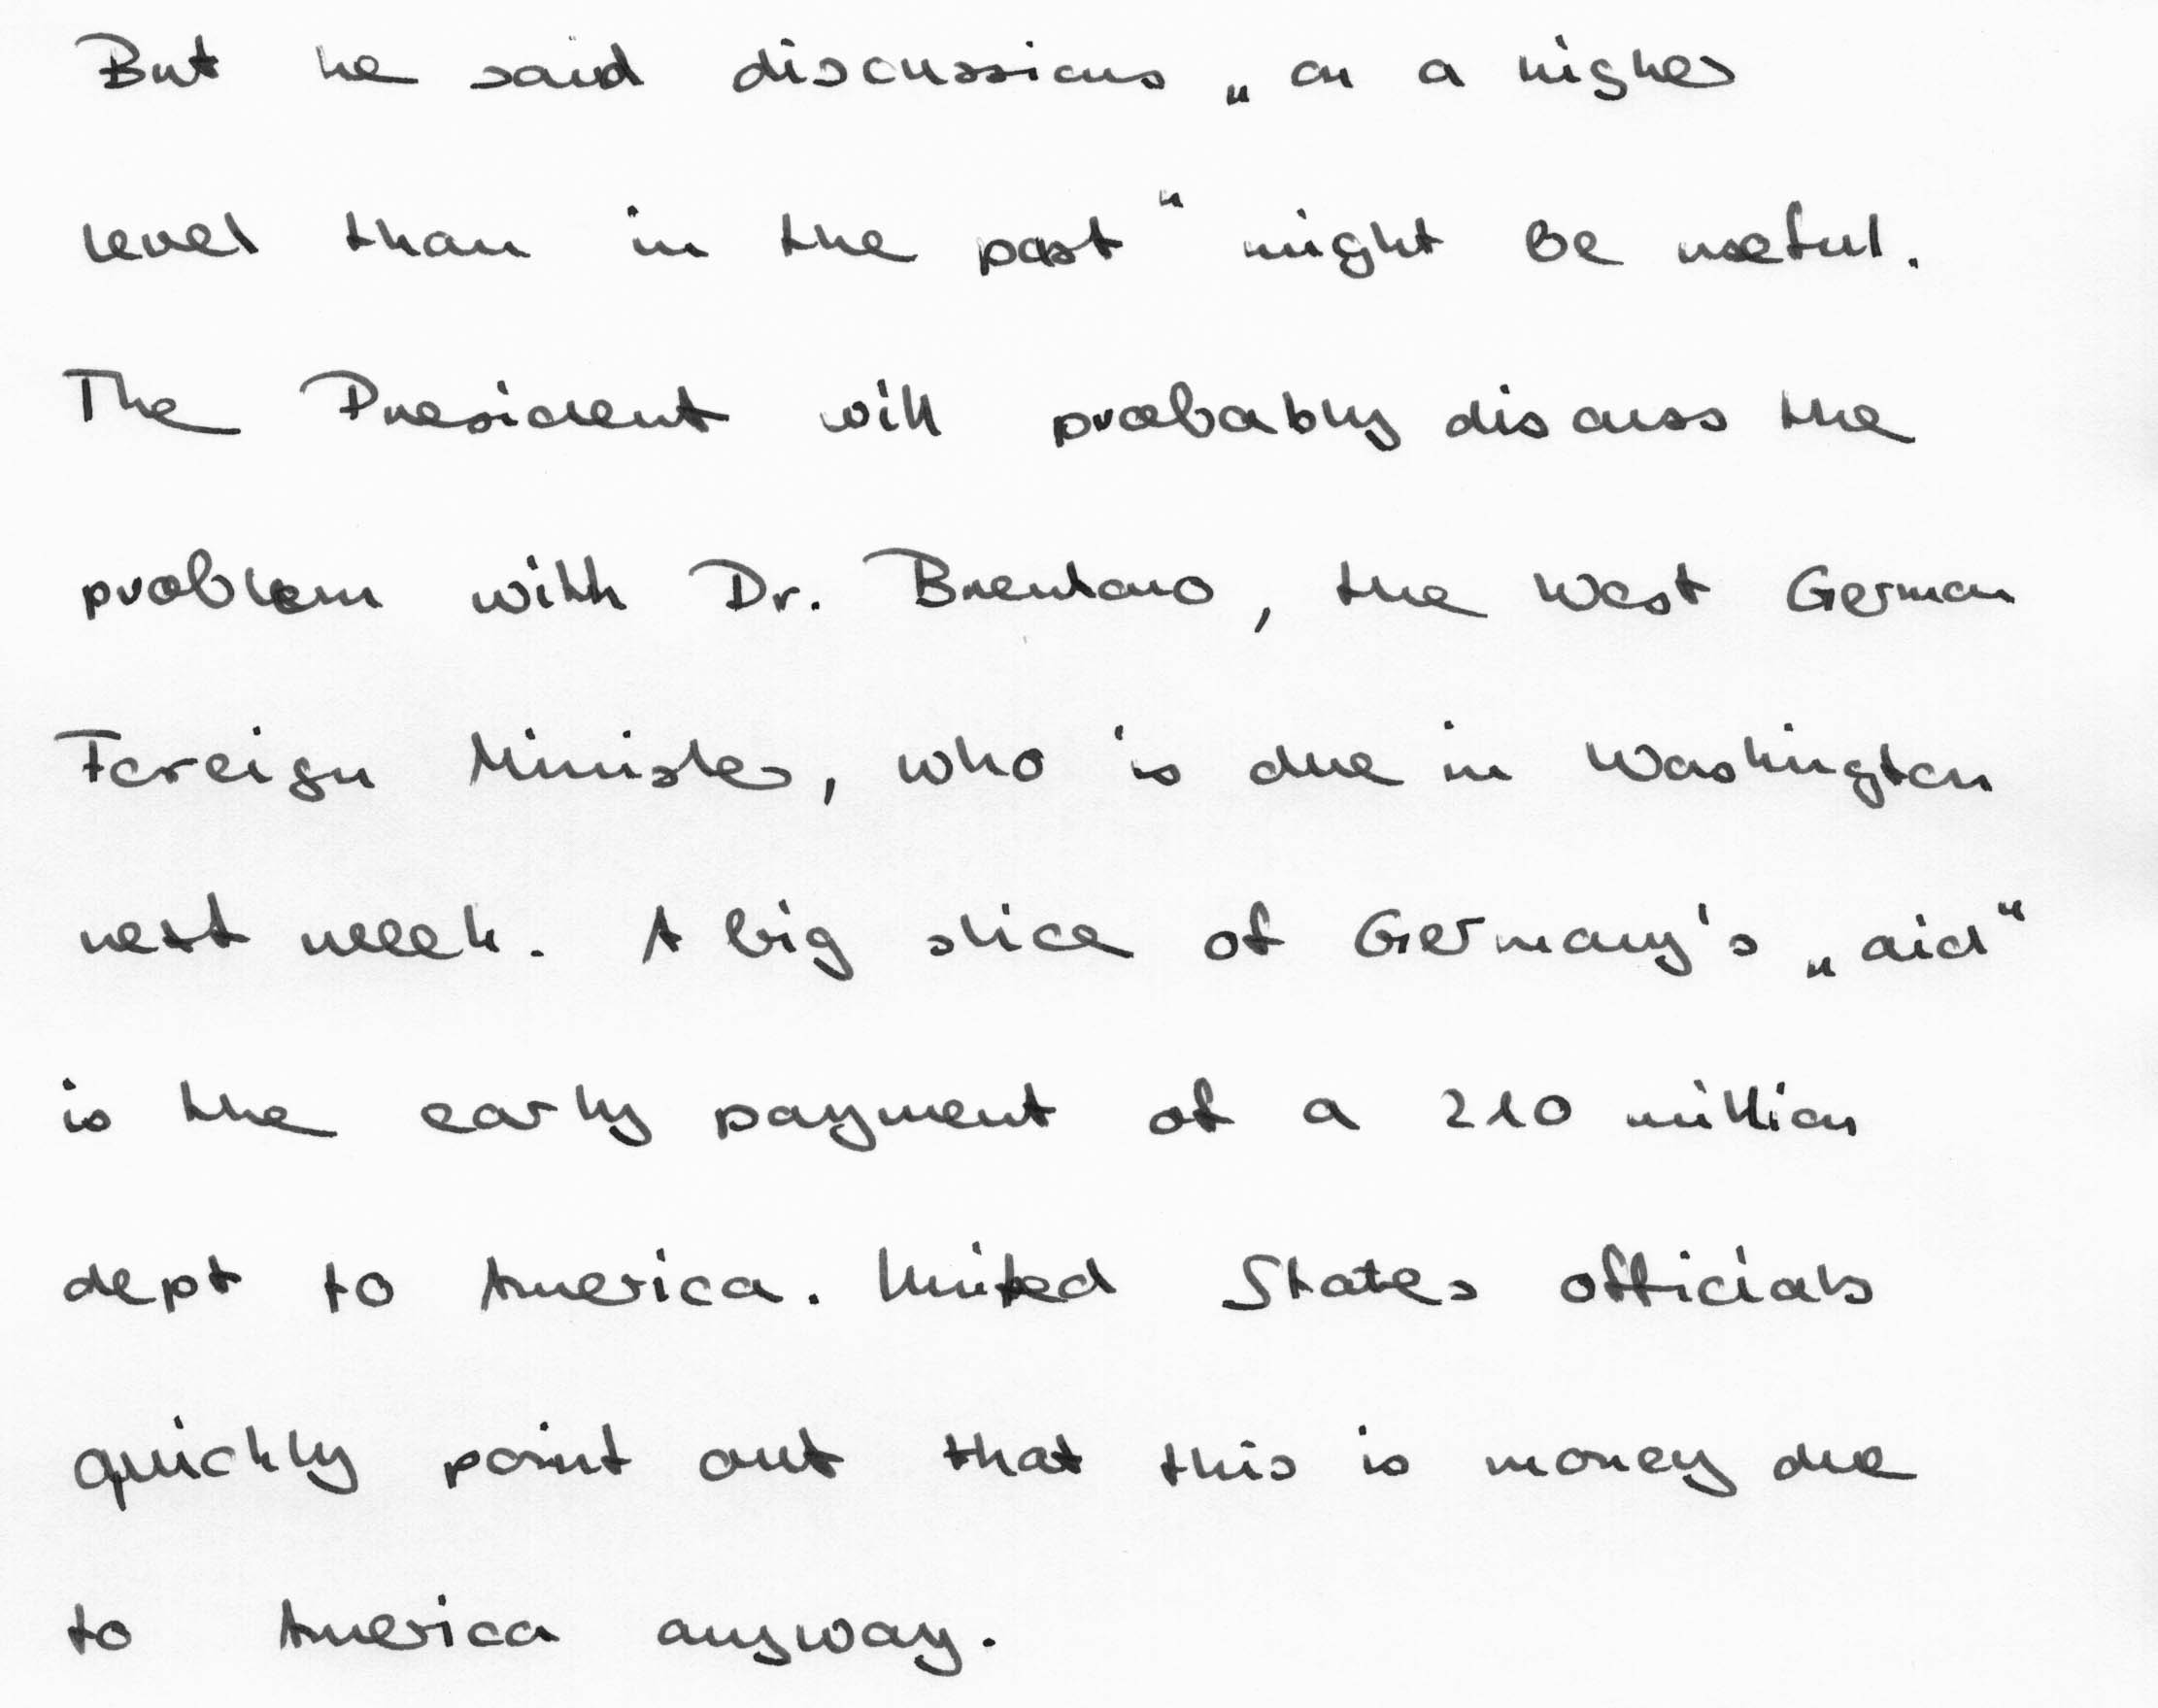 But he said discussions „on a higher
level than in the past“ might be useful.
The President will probably discuss the
problem with Dr. Brentano, the West German
Foreign Minister, who is due in Washington
next week. A big slice of Germany's „aid“
is the early payment of a 210 million
dept to America. United States officials
quickly point out that this is money due
to America anyway.